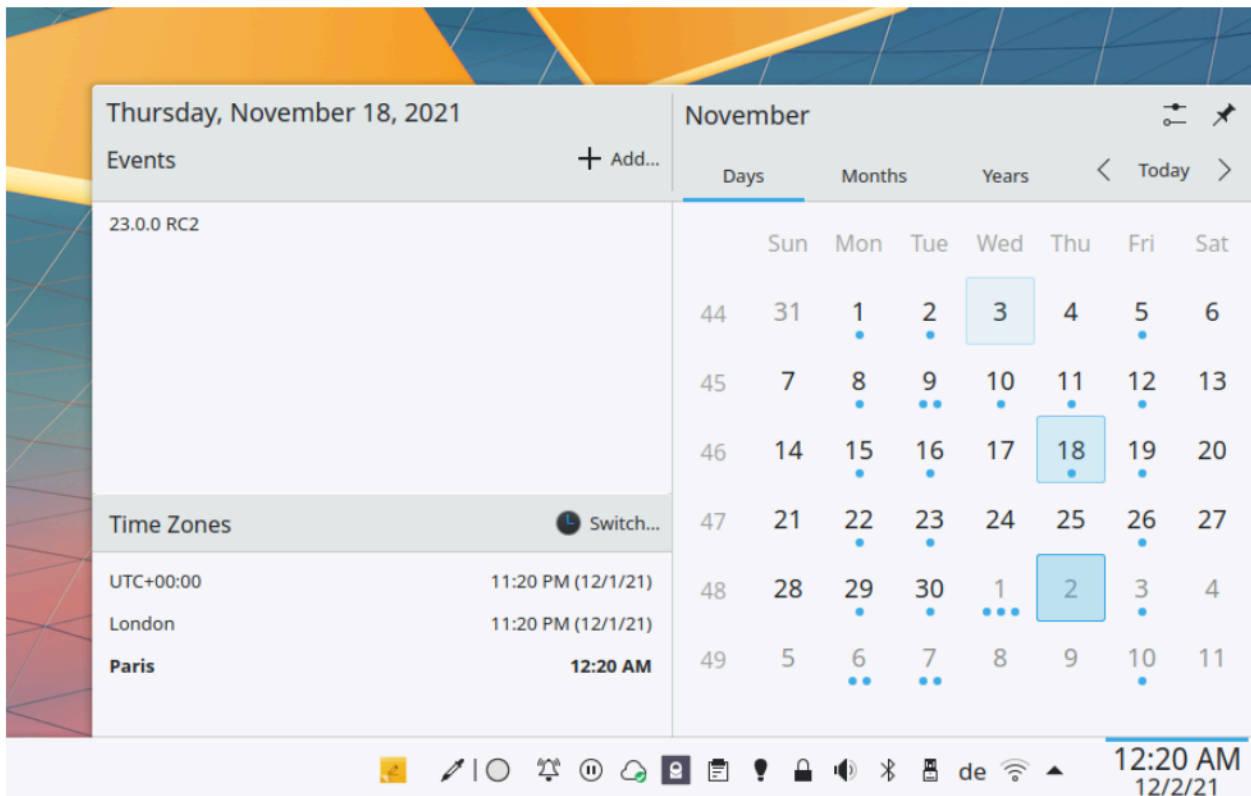 Thursday, November 18, 2021
Events
Add...
23.0.0 RC2
Time Zones
Switch...
UTC+00:00 11:20 PM (12/1/21)
London 11:20 PM (12/1/21)
Paris 12:20 AM
November
Days Months Years Today
Sun Mon Tue Wed Thu Fri Sat
44 31 1 2 3 4 5 6
45 7 8 9 10 11 12 13
46 14 15 16 17 18 19 20
47 21 22 23 24 25 26 27
48 28 29 30 1 2 3 4
49 5 6 7 8 9 10 11
de
12:20 AM
12/2/21